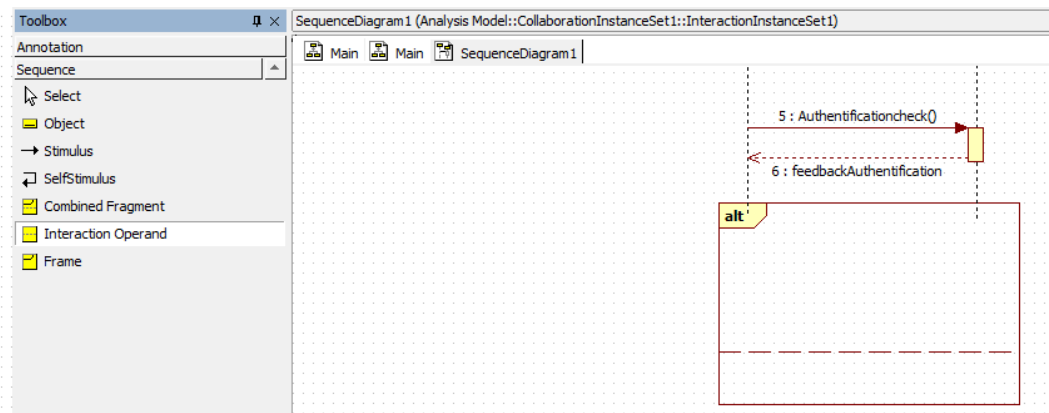 Toolbox
Annotation
Sequence
Select
Object
Stimulus
SelfStimulus
Combined Fragment
Interaction Operand
Frame
SequenceDiagram1 (Analysis Model::CollaborationInstanceSet1::InteractionInstanceSet1)
Main Main SequenceDiagram1
5 : Authentificationcheck()
6 : feedbackAuthentification
alt